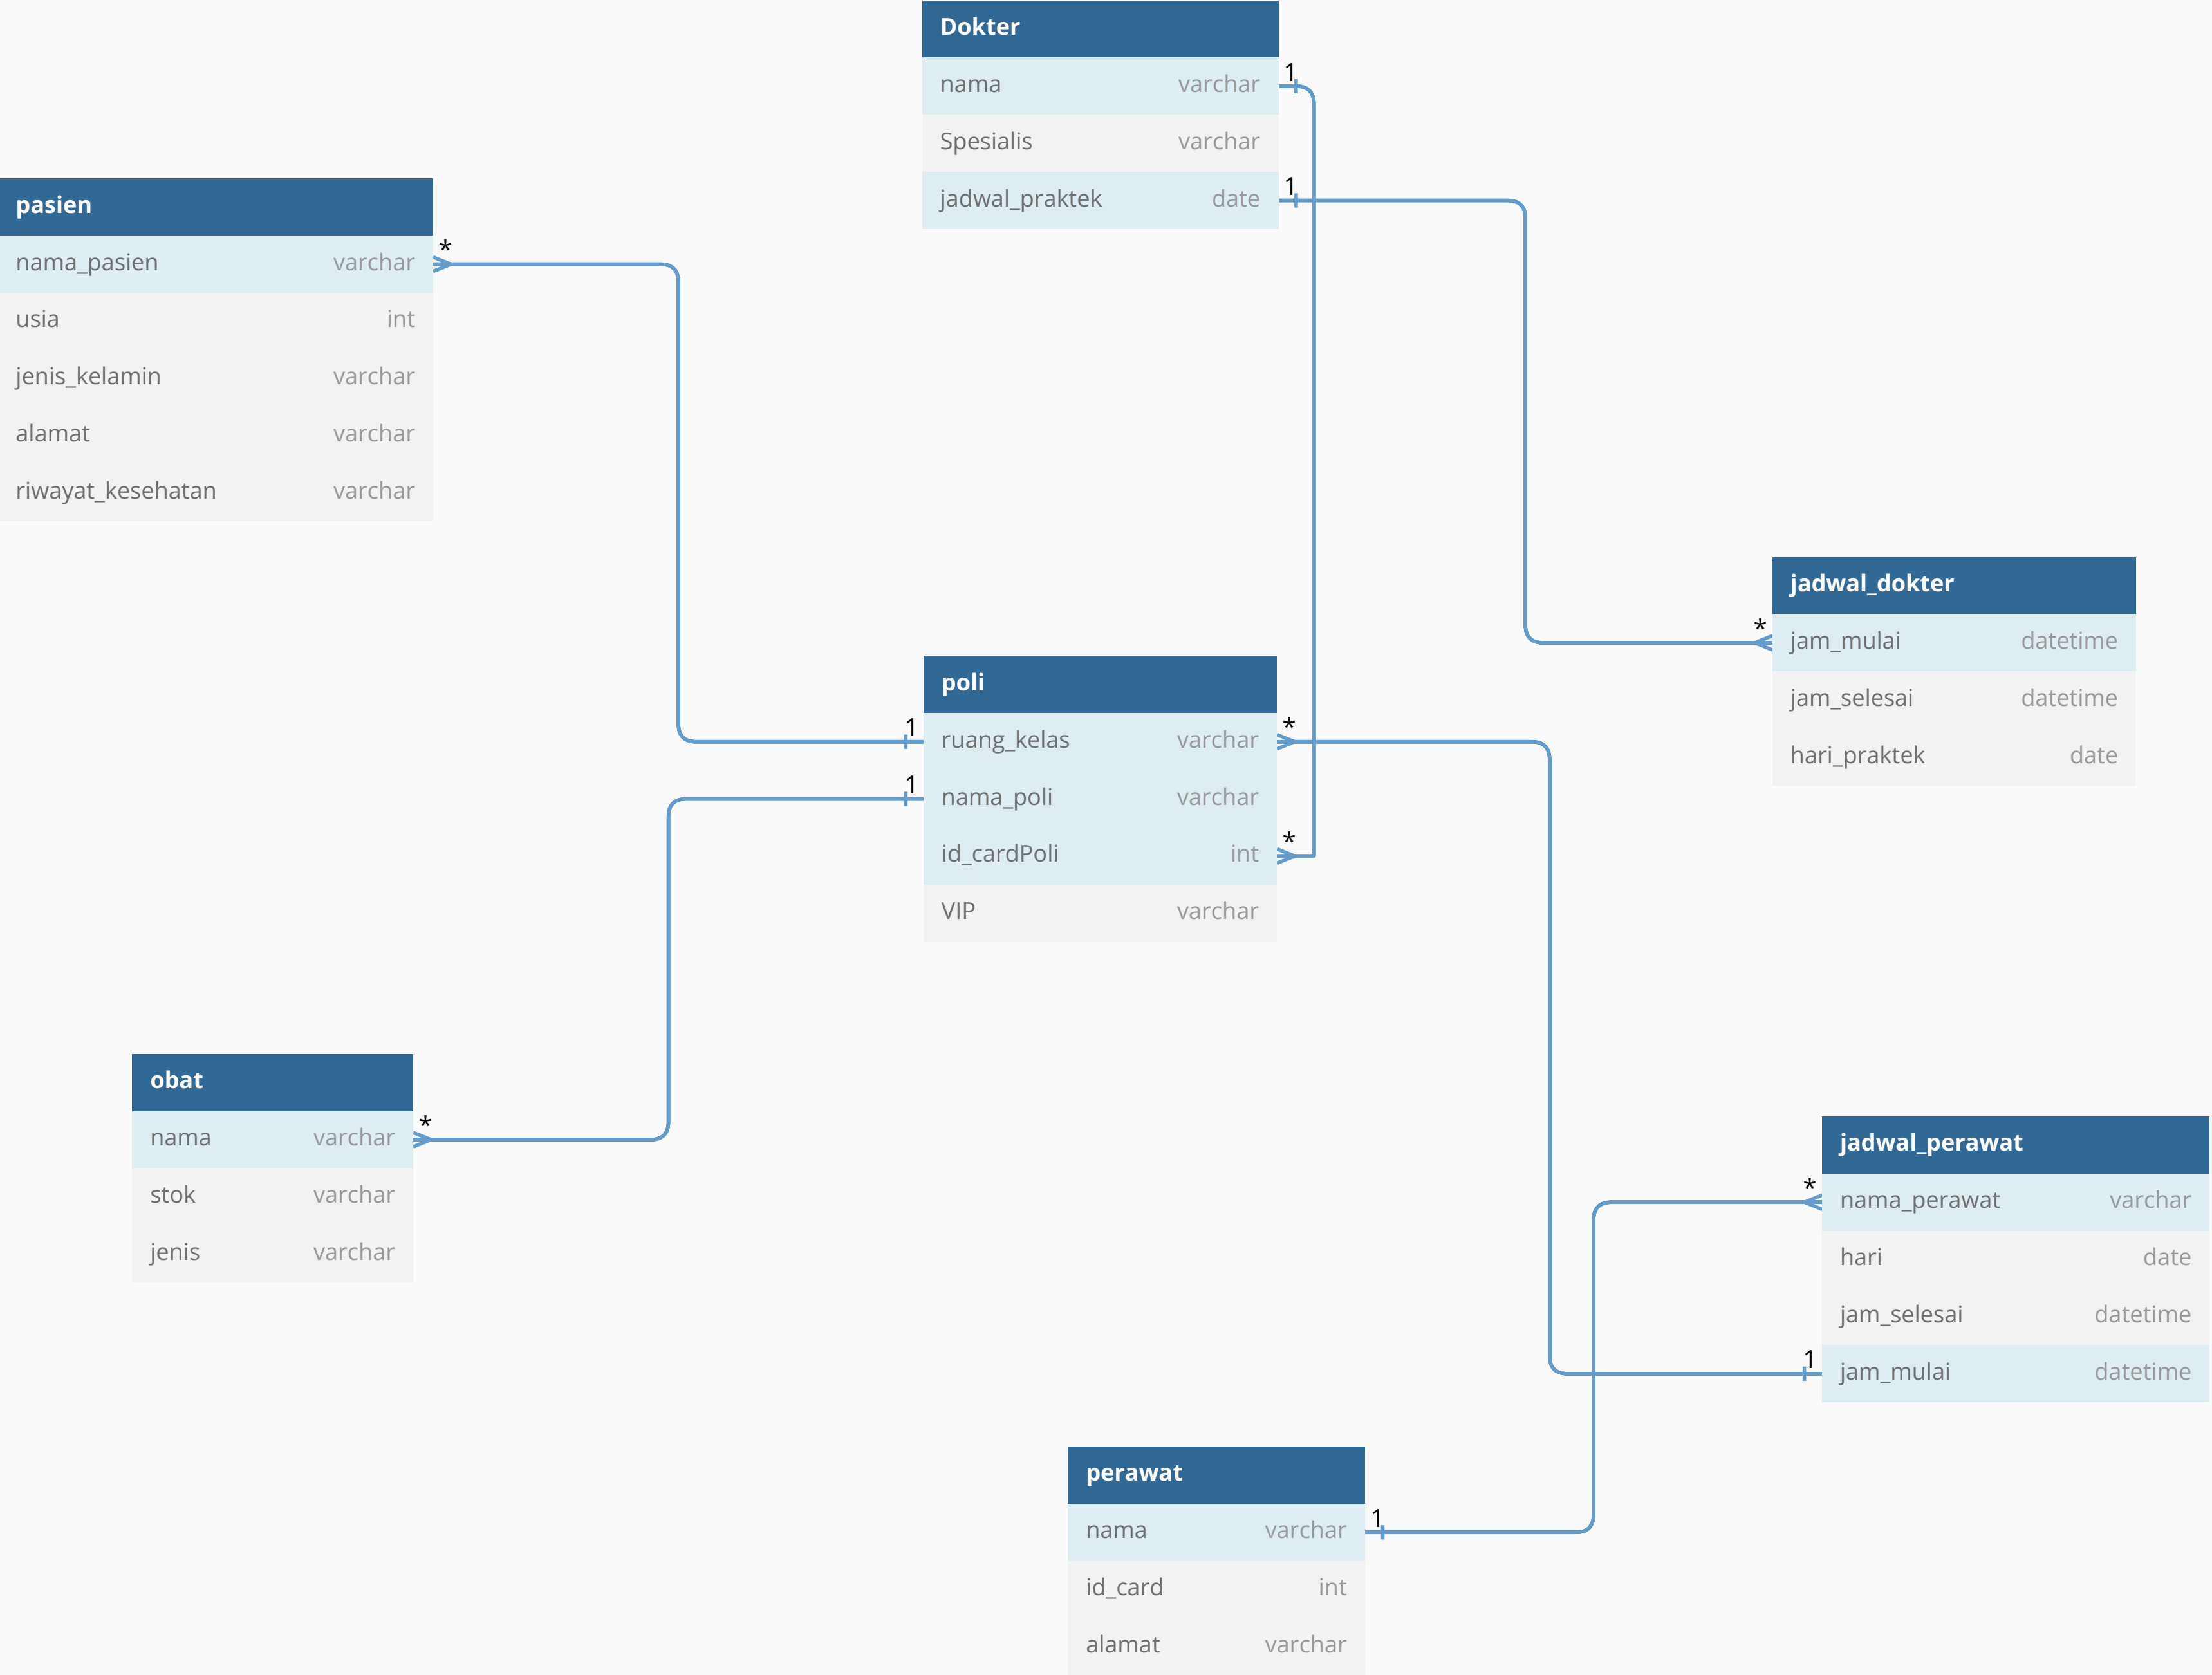 Dokter
nama varchar
Spesialis varchar
jadwal_praktek date
1
1
pasien
nama_pasien varchar
usia int
jenis_kelamin varchar
alamat varchar
riwayat_kesehatan varchar
*
jadwal_dokter
jam_mulai datetime
jam_selesai datetime
hari_praktek date
*
poli
ruang_kelas varchar
nama_poli varchar
id_cardPoli int
VIP varchar
1
1
*
*
obat
nama varchar
stok varchar
jenis varchar
*
jadwal_perawat
nama_perawat varchar
hari date
jam_selesai datetime
jam_mulai datetime
*
1
perawat
nama varchar
id_card int
alamat varchar
1